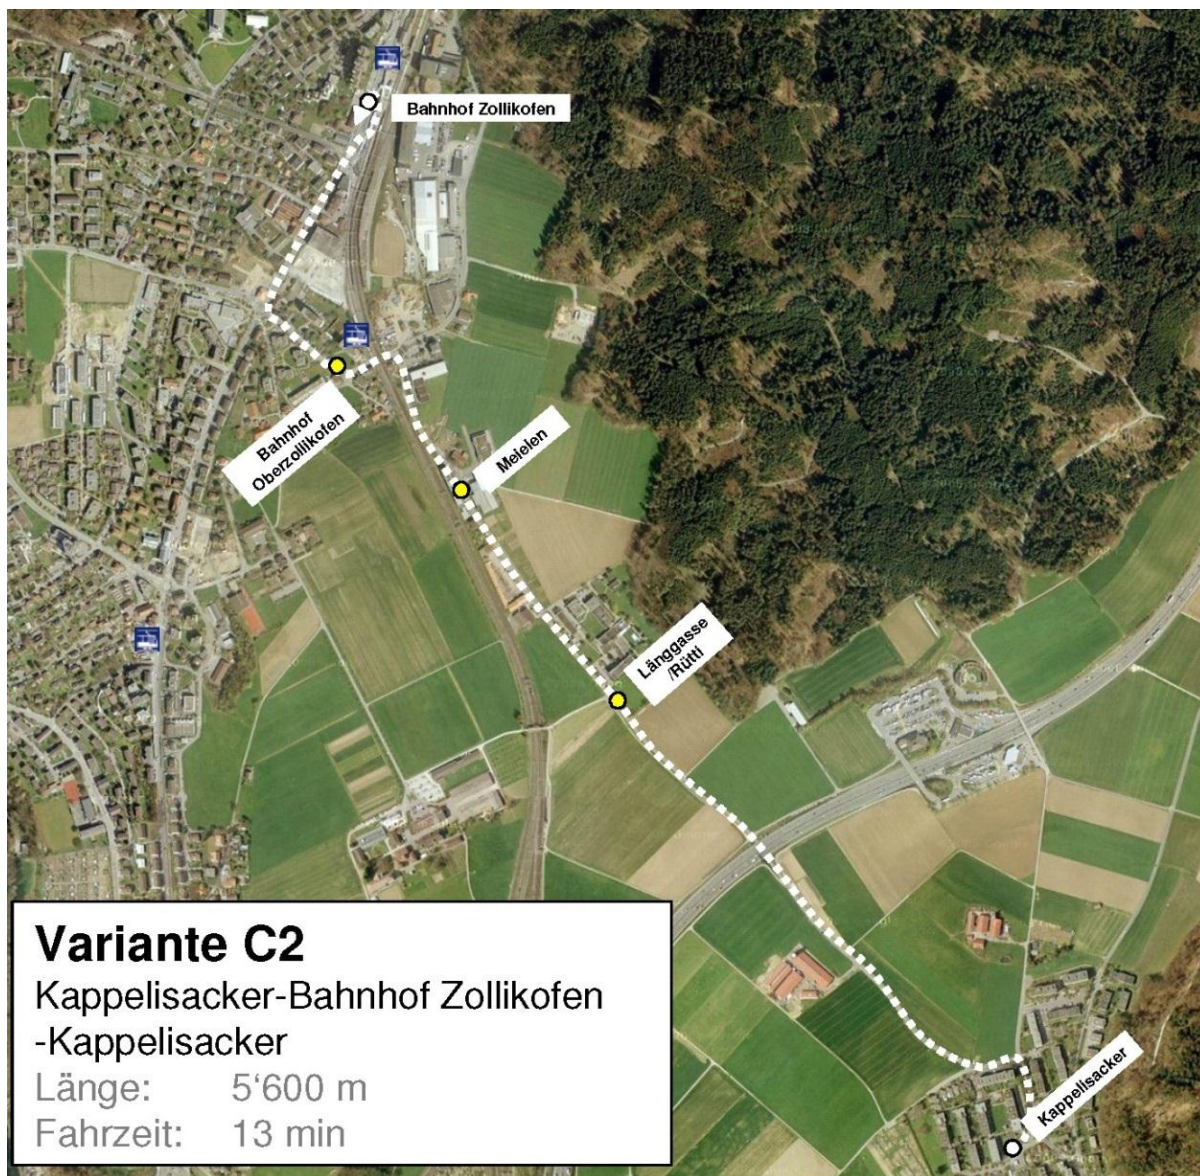 Bahnhof Zollikofen
Bahnhof
Oberzollikofen
Meielen
Länggasse
/Rütti
Kappelisacker
Variante C2
Kappelisacker-Bahnhof Zollikofen
-Kappelisacker
Länge: 5‘600 m
Fahrzeit: 13 min